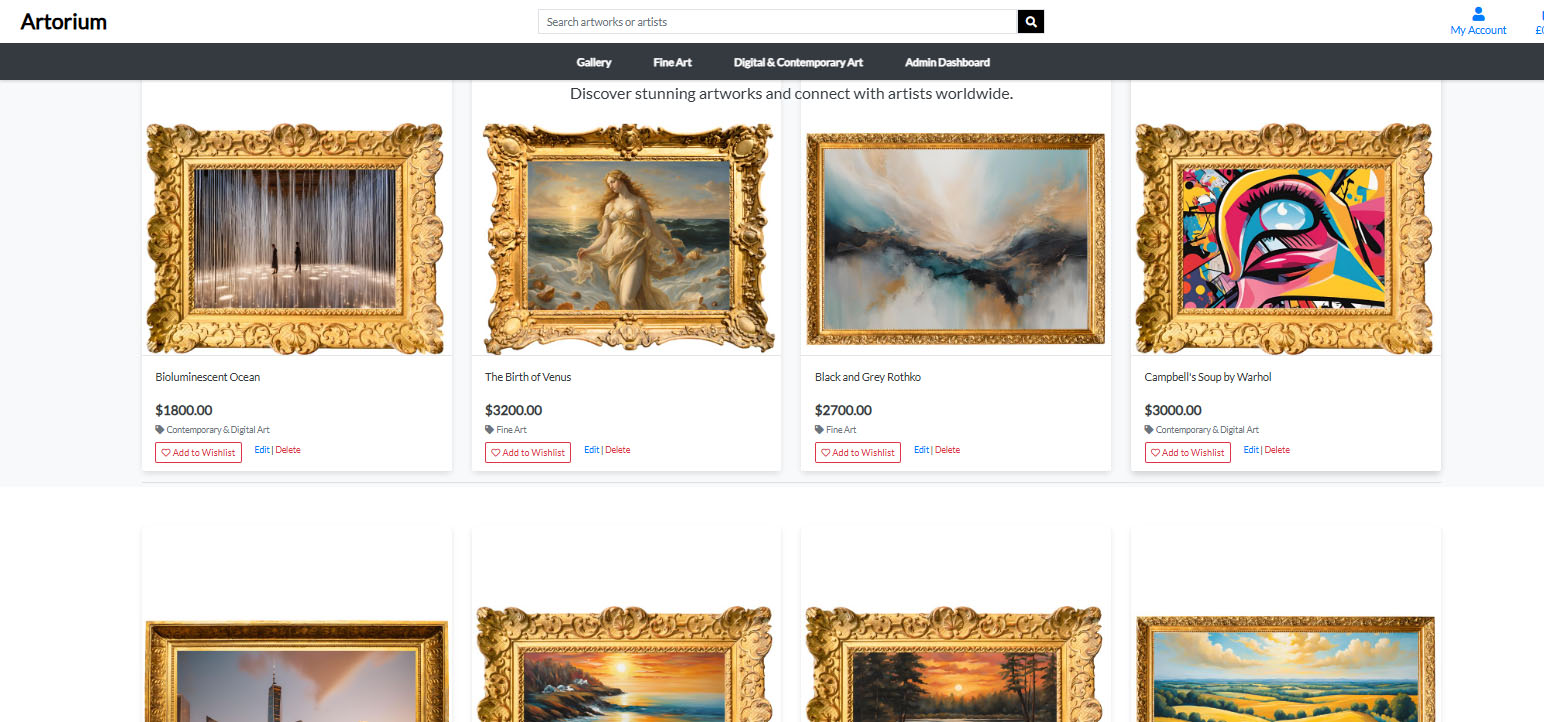 Artorium
Search artworks or artists
My Account
Gallery
Fine Art
Digital & Contemporary Art
Admin Dashboard
Discover stunning artworks and connect with artists worldwide.
Bioluminescent Ocean
$1800.00
Contemporary & Digital Art
Add to Wishlist
Edit | Delete
The Birth of Venus
$3200.00
Fine Art
Add to Wishlist
Edit | Delete
Black and Grey Rothko
$2700.00
Fine Art
Add to Wishlist
Edit | Delete
Campbell's Soup by Warhol
$3000.00
Contemporary & Digital Art
Add to Wishlist
Edit | Delete